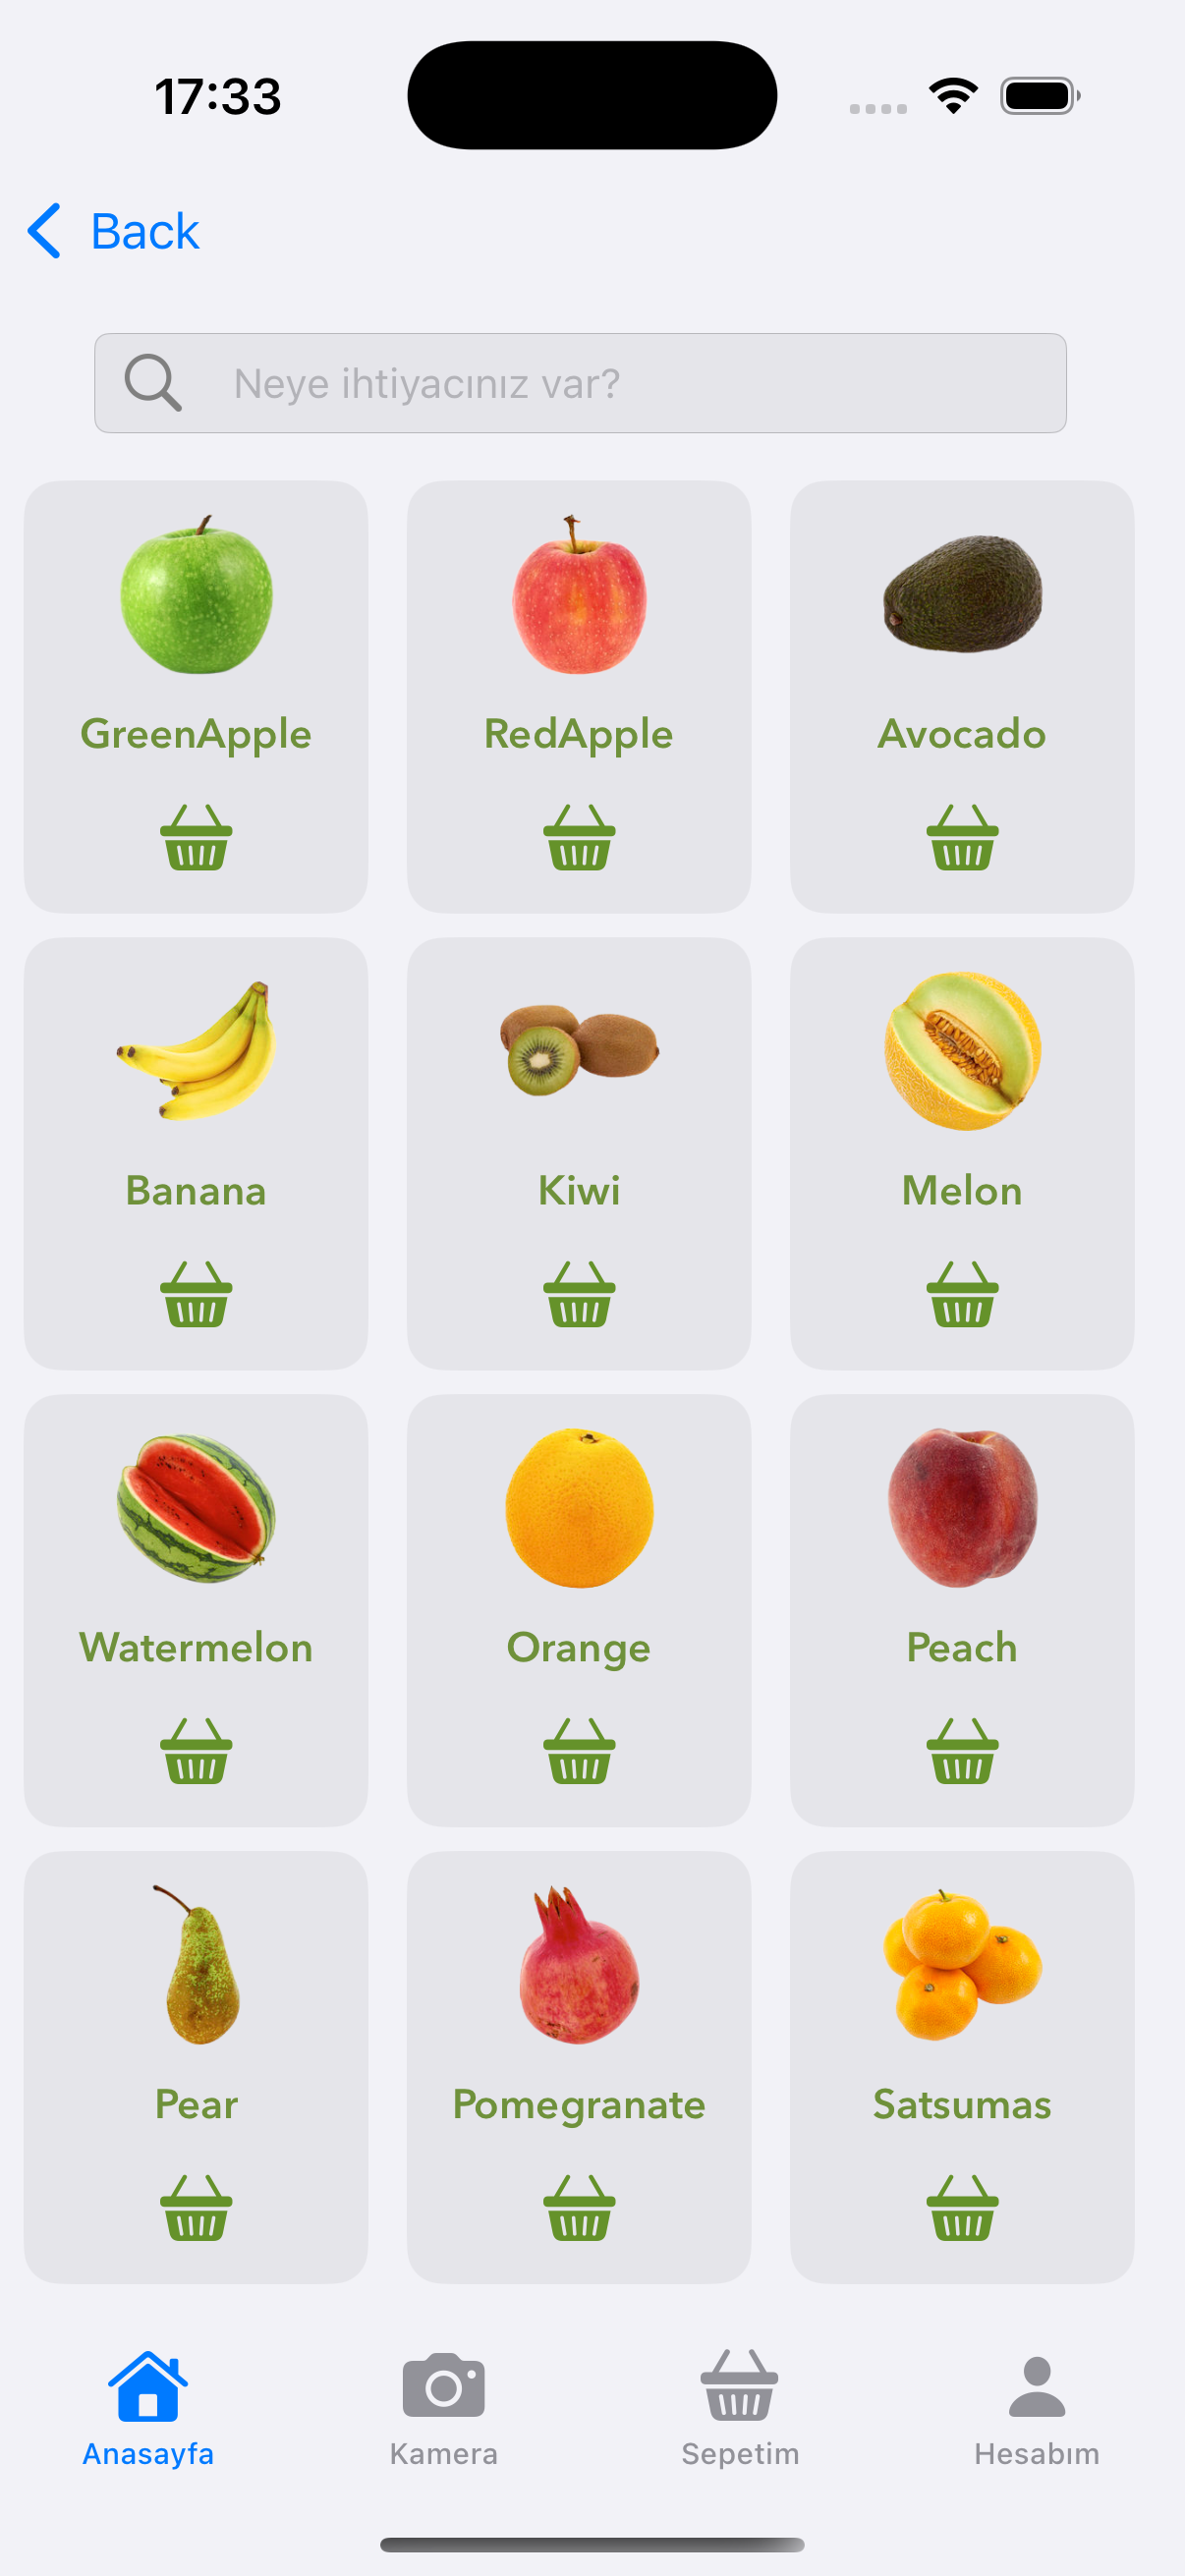 17:33
Back
Neye ihtiyacınız var?
GreenApple
RedApple
Avocado
Banana
Kiwi
Melon
Watermelon
Orange
Peach
Pear
Pomegranate
Satsumas
Anasayfa
Kamera
Sepetim
Hesabım